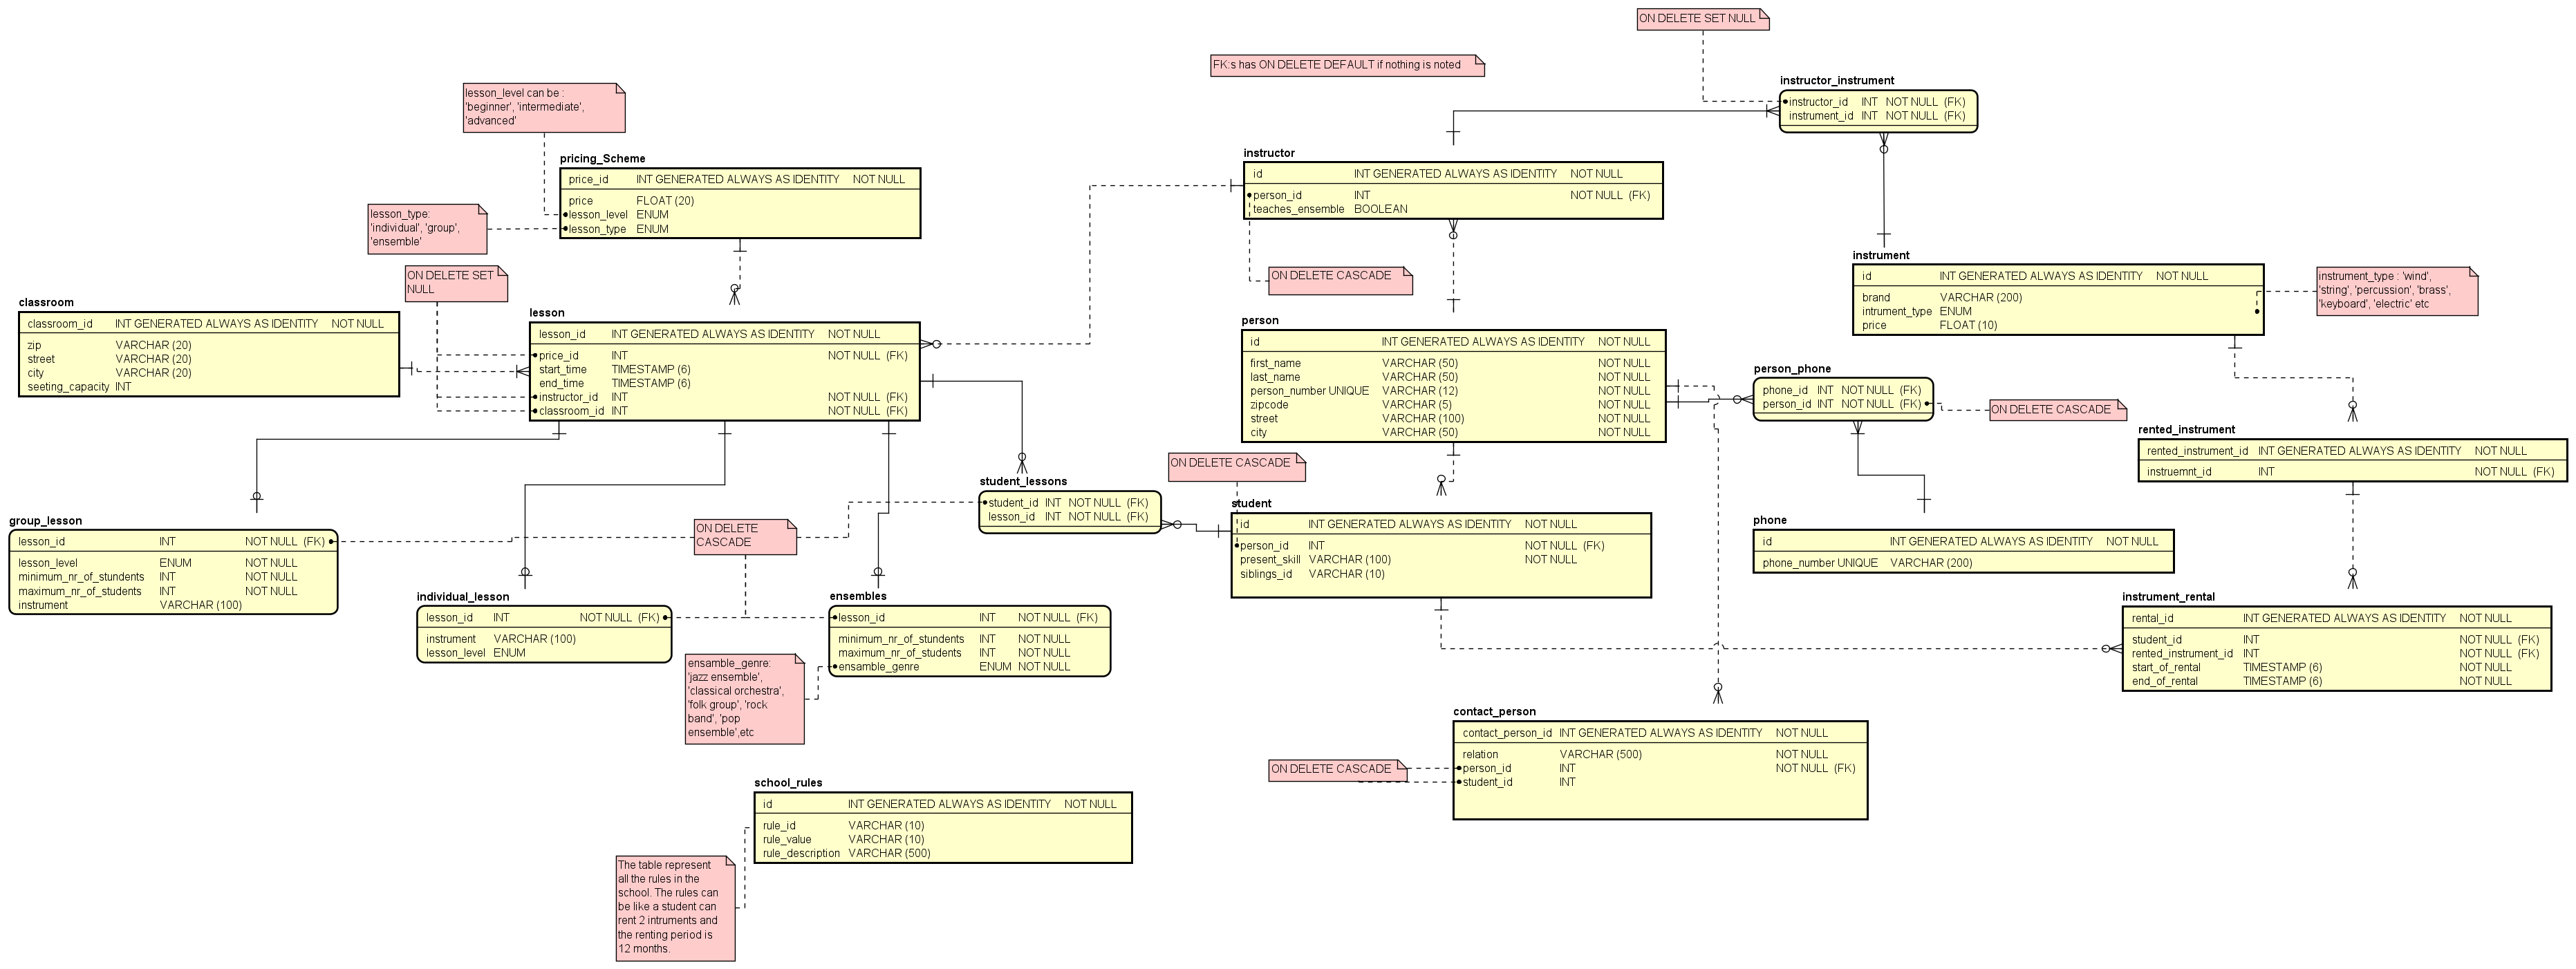 ON DELETE SET NULL
FK:s has ON DELETE DEFAULT if nothing is noted
instructor_instrument
instructor_id INT NOT NULL (FK)
instrument_id INT NOT NULL (FK)
lesson_level can be :
'beginner', 'intermediate',
'advanced'
pricing_Scheme
price_id INT GENERATED ALWAYS AS IDENTITY NOT NULL
price FLOAT (20)
lesson_level ENUM
lesson_type ENUM
lesson_type:
'individual', 'group',
'ensemble'
instructor
id INT GENERATED ALWAYS AS IDENTITY NOT NULL
person_id INT NOT NULL (FK)
teaches_ensemble BOOLEAN
ON DELETE CASCADE
instrument
id INT GENERATED ALWAYS AS IDENTITY NOT NULL
brand VARCHAR (200)
intrument_type ENUM
price FLOAT (10)
instrument_type : 'wind',
'string', 'percussion', 'brass',
'keyboard', 'electric' etc
ON DELETE SET
NULL
classroom
classroom_id INT GENERATED ALWAYS AS IDENTITY NOT NULL
zip VARCHAR (20)
street VARCHAR (20)
city VARCHAR (20)
seeting_capacity INT
lesson
lesson_id INT GENERATED ALWAYS AS IDENTITY NOT NULL
price_id INT NOT NULL (FK)
start_time TIMESTAMP (6)
end_time TIMESTAMP (6)
instructor_id INT NOT NULL (FK)
classroom_id INT NOT NULL (FK)
person
id INT GENERATED ALWAYS AS IDENTITY NOT NULL
first_name VARCHAR (50) NOT NULL
last_name VARCHAR (50) NOT NULL
person_number UNIQUE VARCHAR (12) NOT NULL
zipcode VARCHAR (5) NOT NULL
street VARCHAR (100) NOT NULL
city VARCHAR (50) NOT NULL
person_phone
phone_id INT NOT NULL (FK)
person_id INT NOT NULL (FK)
ON DELETE CASCADE
rented_instrument
rented_instrument_id INT GENERATED ALWAYS AS IDENTITY NOT NULL
instruemnt_id INT NOT NULL (FK)
ON DELETE CASCADE
student_lessons
student_id INT NOT NULL (FK)
lesson_id INT NOT NULL (FK)
student
id INT GENERATED ALWAYS AS IDENTITY NOT NULL
person_id INT NOT NULL (FK)
present_skill VARCHAR (100) NOT NULL
siblings_id VARCHAR (10)
phone
id INT GENERATED ALWAYS AS IDENTITY NOT NULL
phone_number UNIQUE VARCHAR (200)
group_lesson
lesson_id INT NOT NULL (FK)
lesson_level ENUM NOT NULL
minimum_nr_of_stundents INT NOT NULL
maximum_nr_of_students INT NOT NULL
instrument VARCHAR (100)
ON DELETE
CASCADE
individual_lesson
lesson_id INT NOT NULL (FK)
instrument VARCHAR (100)
lesson_level ENUM
ensembles
lesson_id INT NOT NULL (FK)
minimum_nr_of_stundents INT NOT NULL
maximum_nr_of_students INT NOT NULL
ensamble_genre ENUM NOT NULL
ensamble_genre:
'jazz ensemble',
'classical orchestra',
'folk group', 'rock
band', 'pop
ensemble',etc
instrument_rental
rental_id INT GENERATED ALWAYS AS IDENTITY NOT NULL
student_id INT NOT NULL (FK)
rented_instrument_id INT NOT NULL (FK)
start_of_rental TIMESTAMP (6) NOT NULL
end_of_rental TIMESTAMP (6) NOT NULL
contact_person
contact_person_id INT GENERATED ALWAYS AS IDENTITY NOT NULL
relation VARCHAR (500) NOT NULL
person_id INT NOT NULL (FK)
student_id INT
ON DELETE CASCADE
school_rules
id INT GENERATED ALWAYS AS IDENTITY NOT NULL
rule_id VARCHAR (10)
rule_value VARCHAR (10)
rule_description VARCHAR (500)
The table represent
all the rules in the
school. The rules can
be like a student can
rent 2 intruments and
the renting period is
12 months.